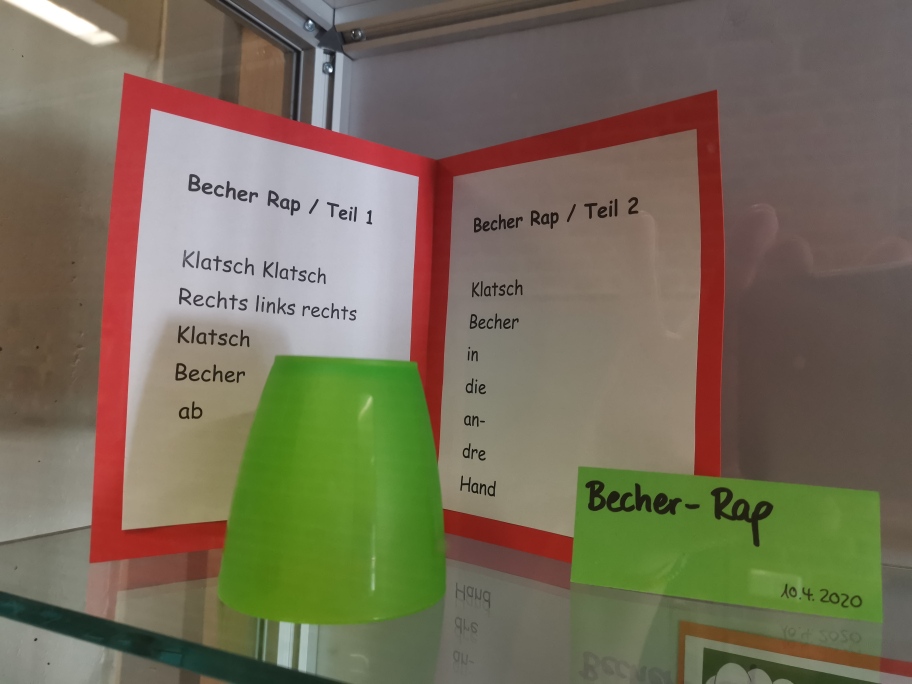 Becher Rap / Teil 1
Klatsch Klatsch
Rechts links rechts
Klatsch
Becher
ab
Becher Rap / Teil 2
Klatsch
Becher
in
die
an-
dre
Hand
Becher-Rap
10.4.2020